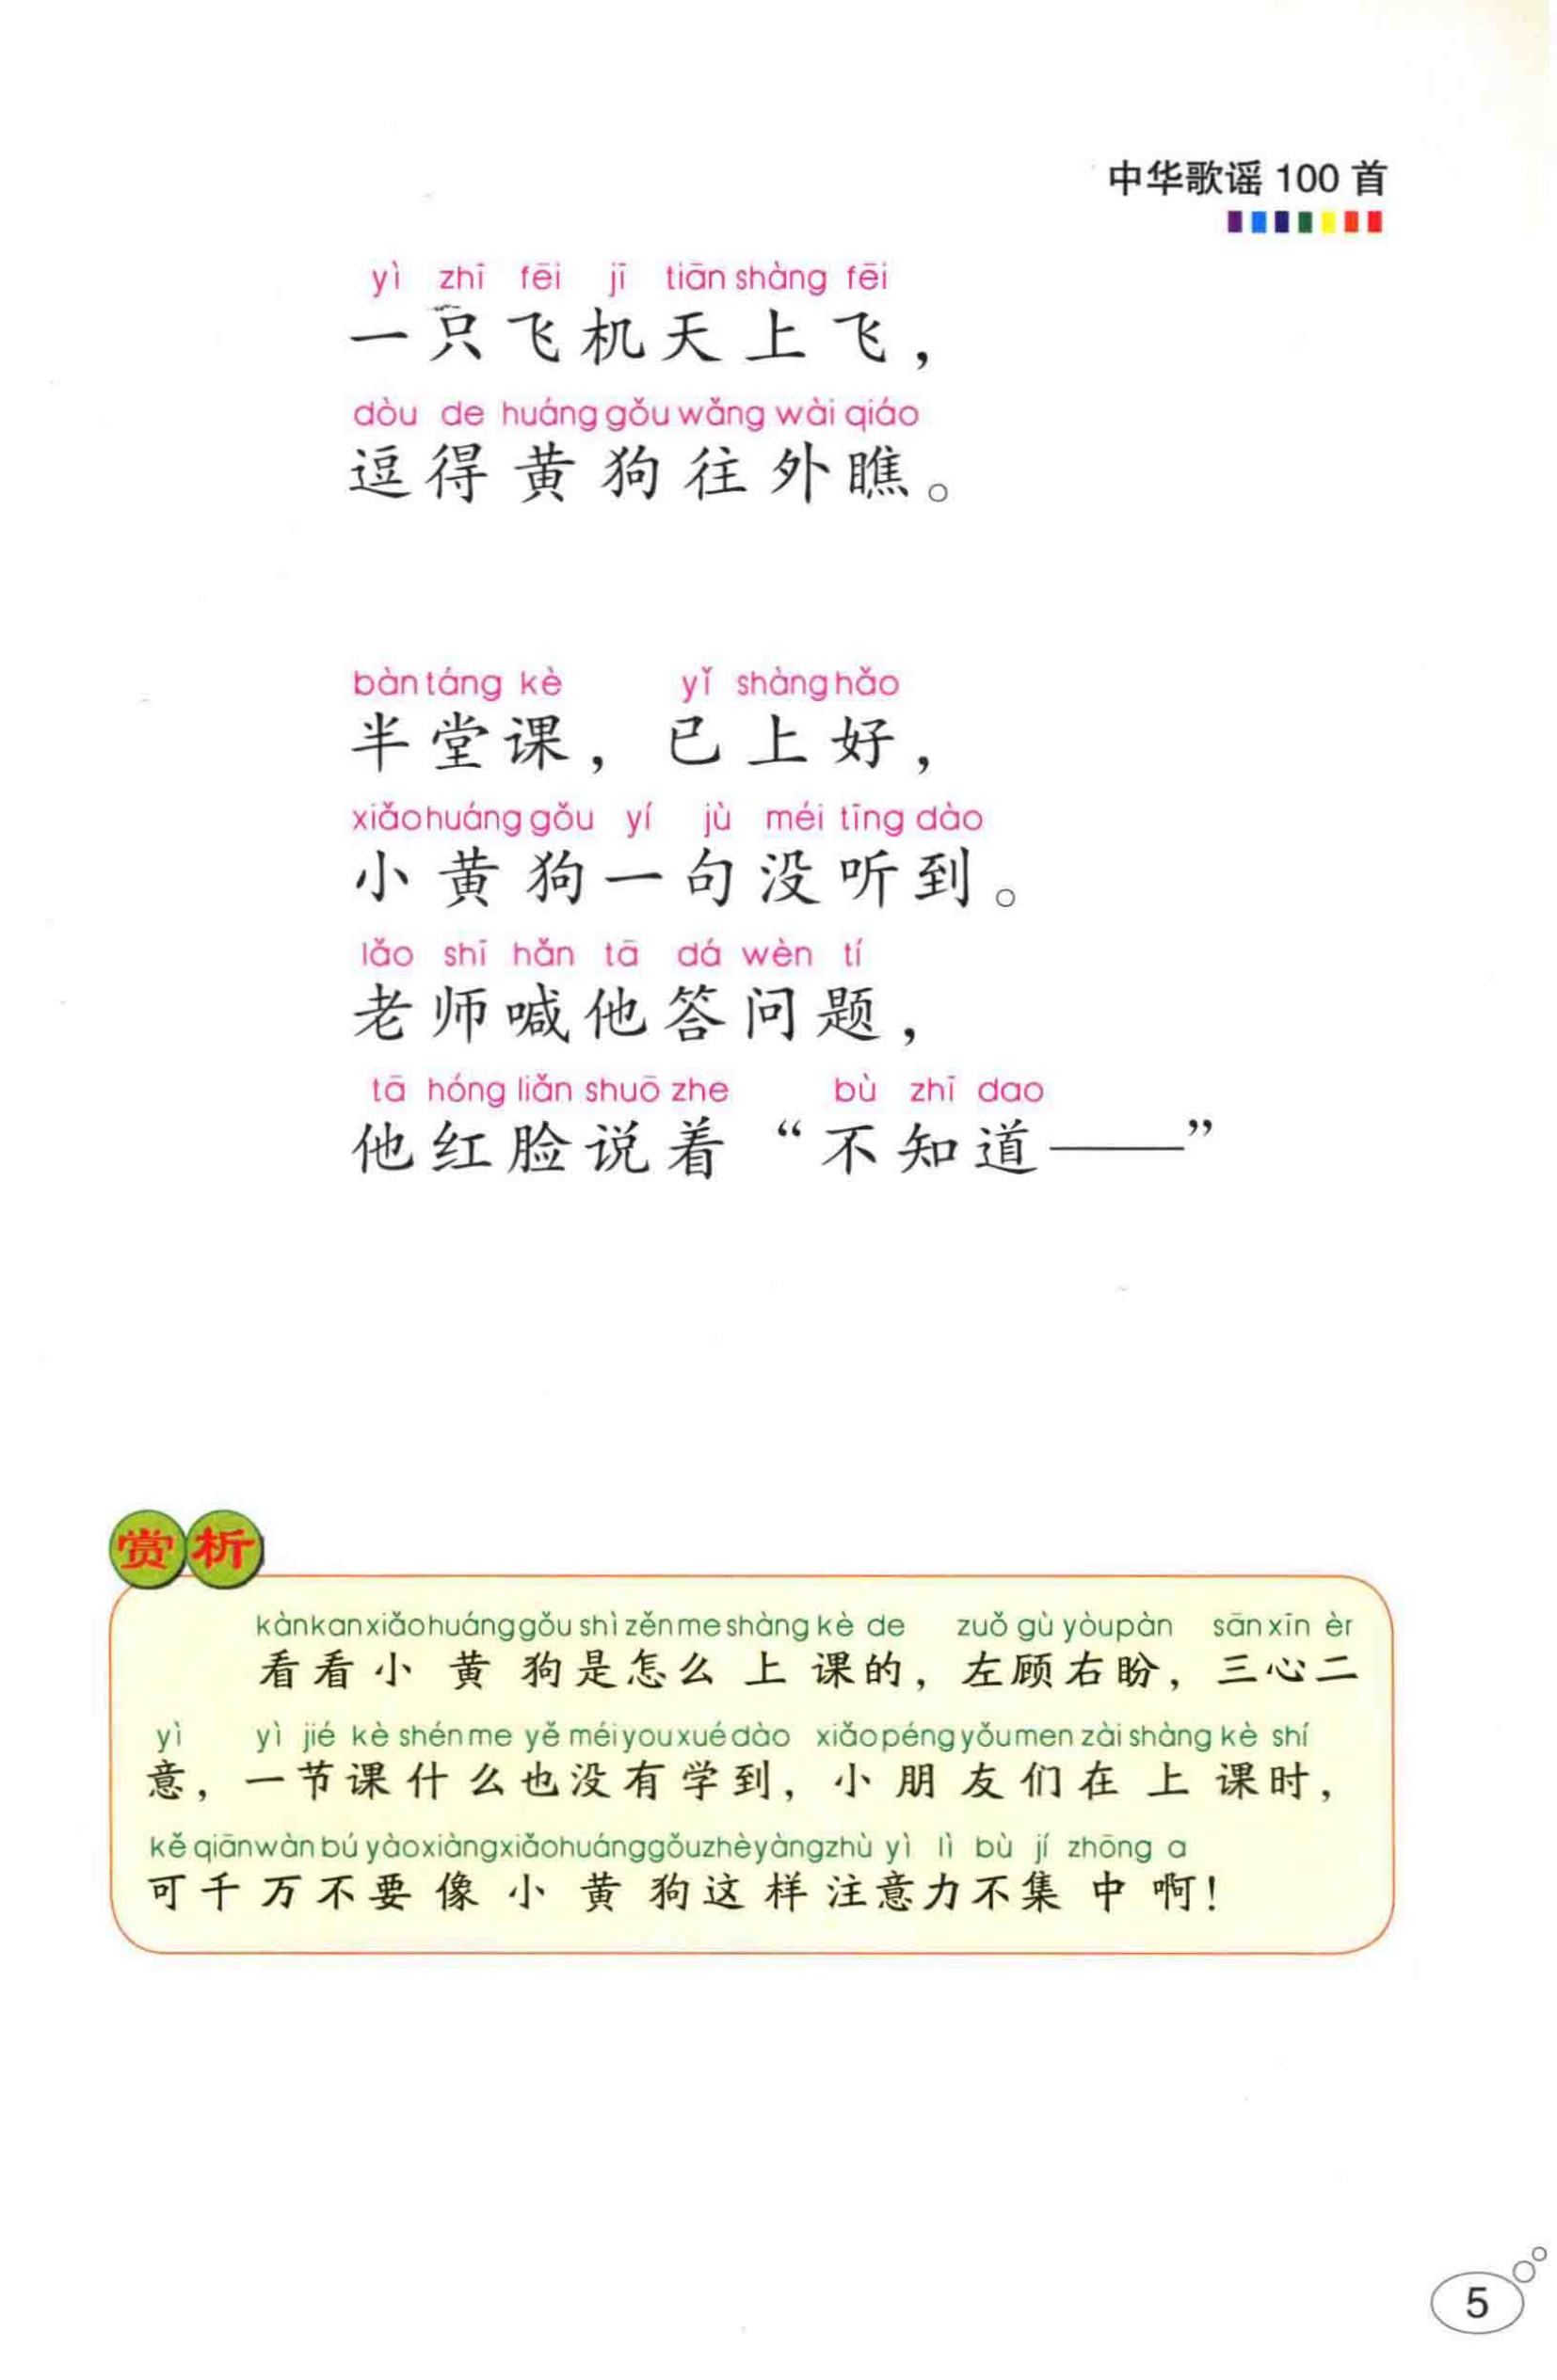 中华歌谣 100 首
yì zhī fēi jī tiān shàng fēi
一只飞机天上飞，
dòu de huáng gǒu wǎng wài qiáo
逗得黄狗往外瞧。
bàn táng kè yǐ shàng hǎo
半堂课，已上好，
xiǎo huáng gǒu yí jù méi tīng dào
小黄狗一句没听到。
lǎo shī hǎn tā dá wèn tí
老师喊他答问题，
tā hóng liǎn shuō zhe bù zhī dao
他红脸说着“不知道——”
赏析
kàn kan xiǎo huáng gǒu shì zěn me shàng kè de zuǒ gù yòu pàn sān xīn èr
看看小黄狗是怎么上课的，左顾右盼，三心二
yì yì jié kè shén me yě méi you xué dào xiǎo péng yǒu men zài shàng kè shí
意，一节课什么也没有学到，小朋友们在上课时，
kě qiān wàn bú yào xiàng xiǎo huáng gǒu zhè yàng zhù yì lì bù jí zhōng a
可千万不要像小黄狗这样注意力不集中啊！
5